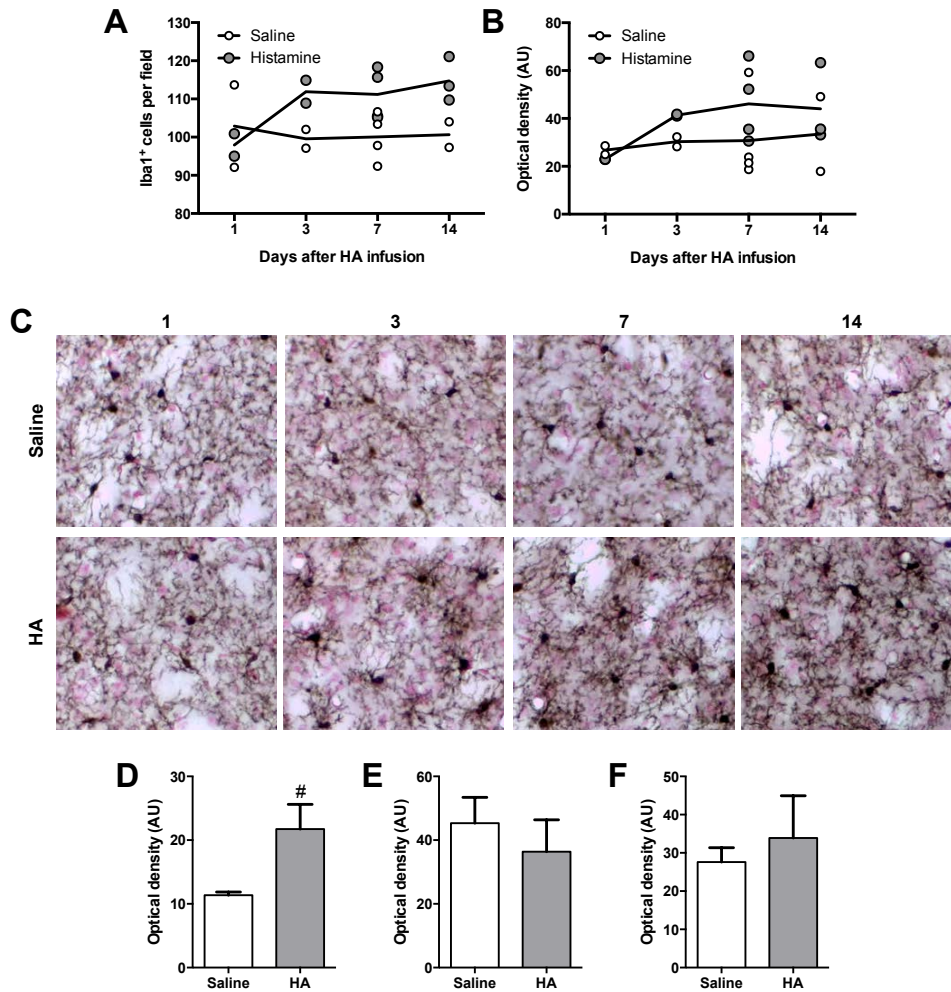 A
Saline
Histamine
Iba1⁺ cells per field
130
120
110
100
90
80
1
3
7
14
Days after HA infusion
B
Saline
Histamine
Optical density (AU)
80
60
40
20
0
1
3
7
14
Days after HA infusion
C
1
3
7
14
Saline
HA
D
Optical density (AU)
30
20
10
0
#
Saline
HA
E
Optical density (AU)
60
40
20
0
Saline
HA
F
Optical density (AU)
50
40
30
20
10
0
Saline
HA